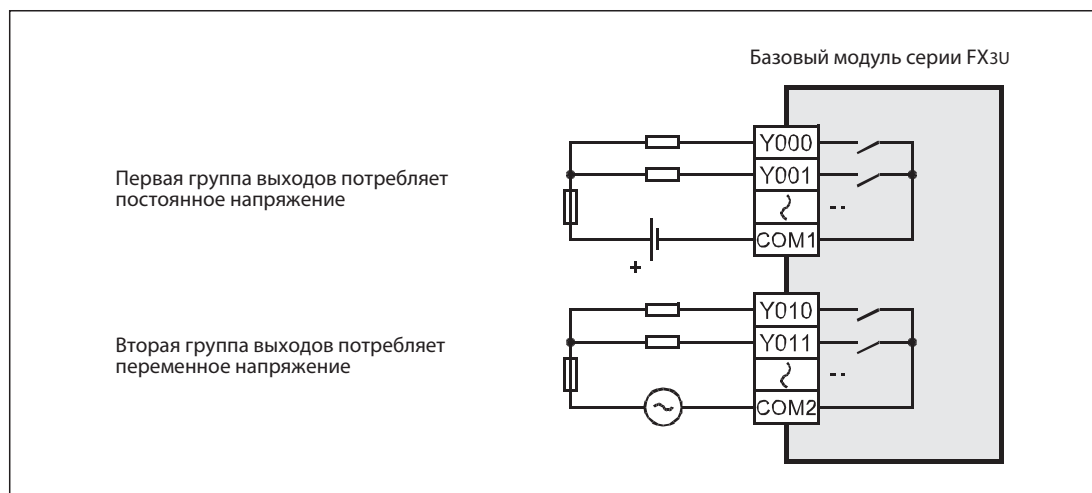 Базовый модуль серии FX3U
Первая группа выходов потребляет
постоянное напряжение
Y000
Y001
COM1
+
Вторая группа выходов потребляет
переменное напряжение
Y010
Y011
COM2